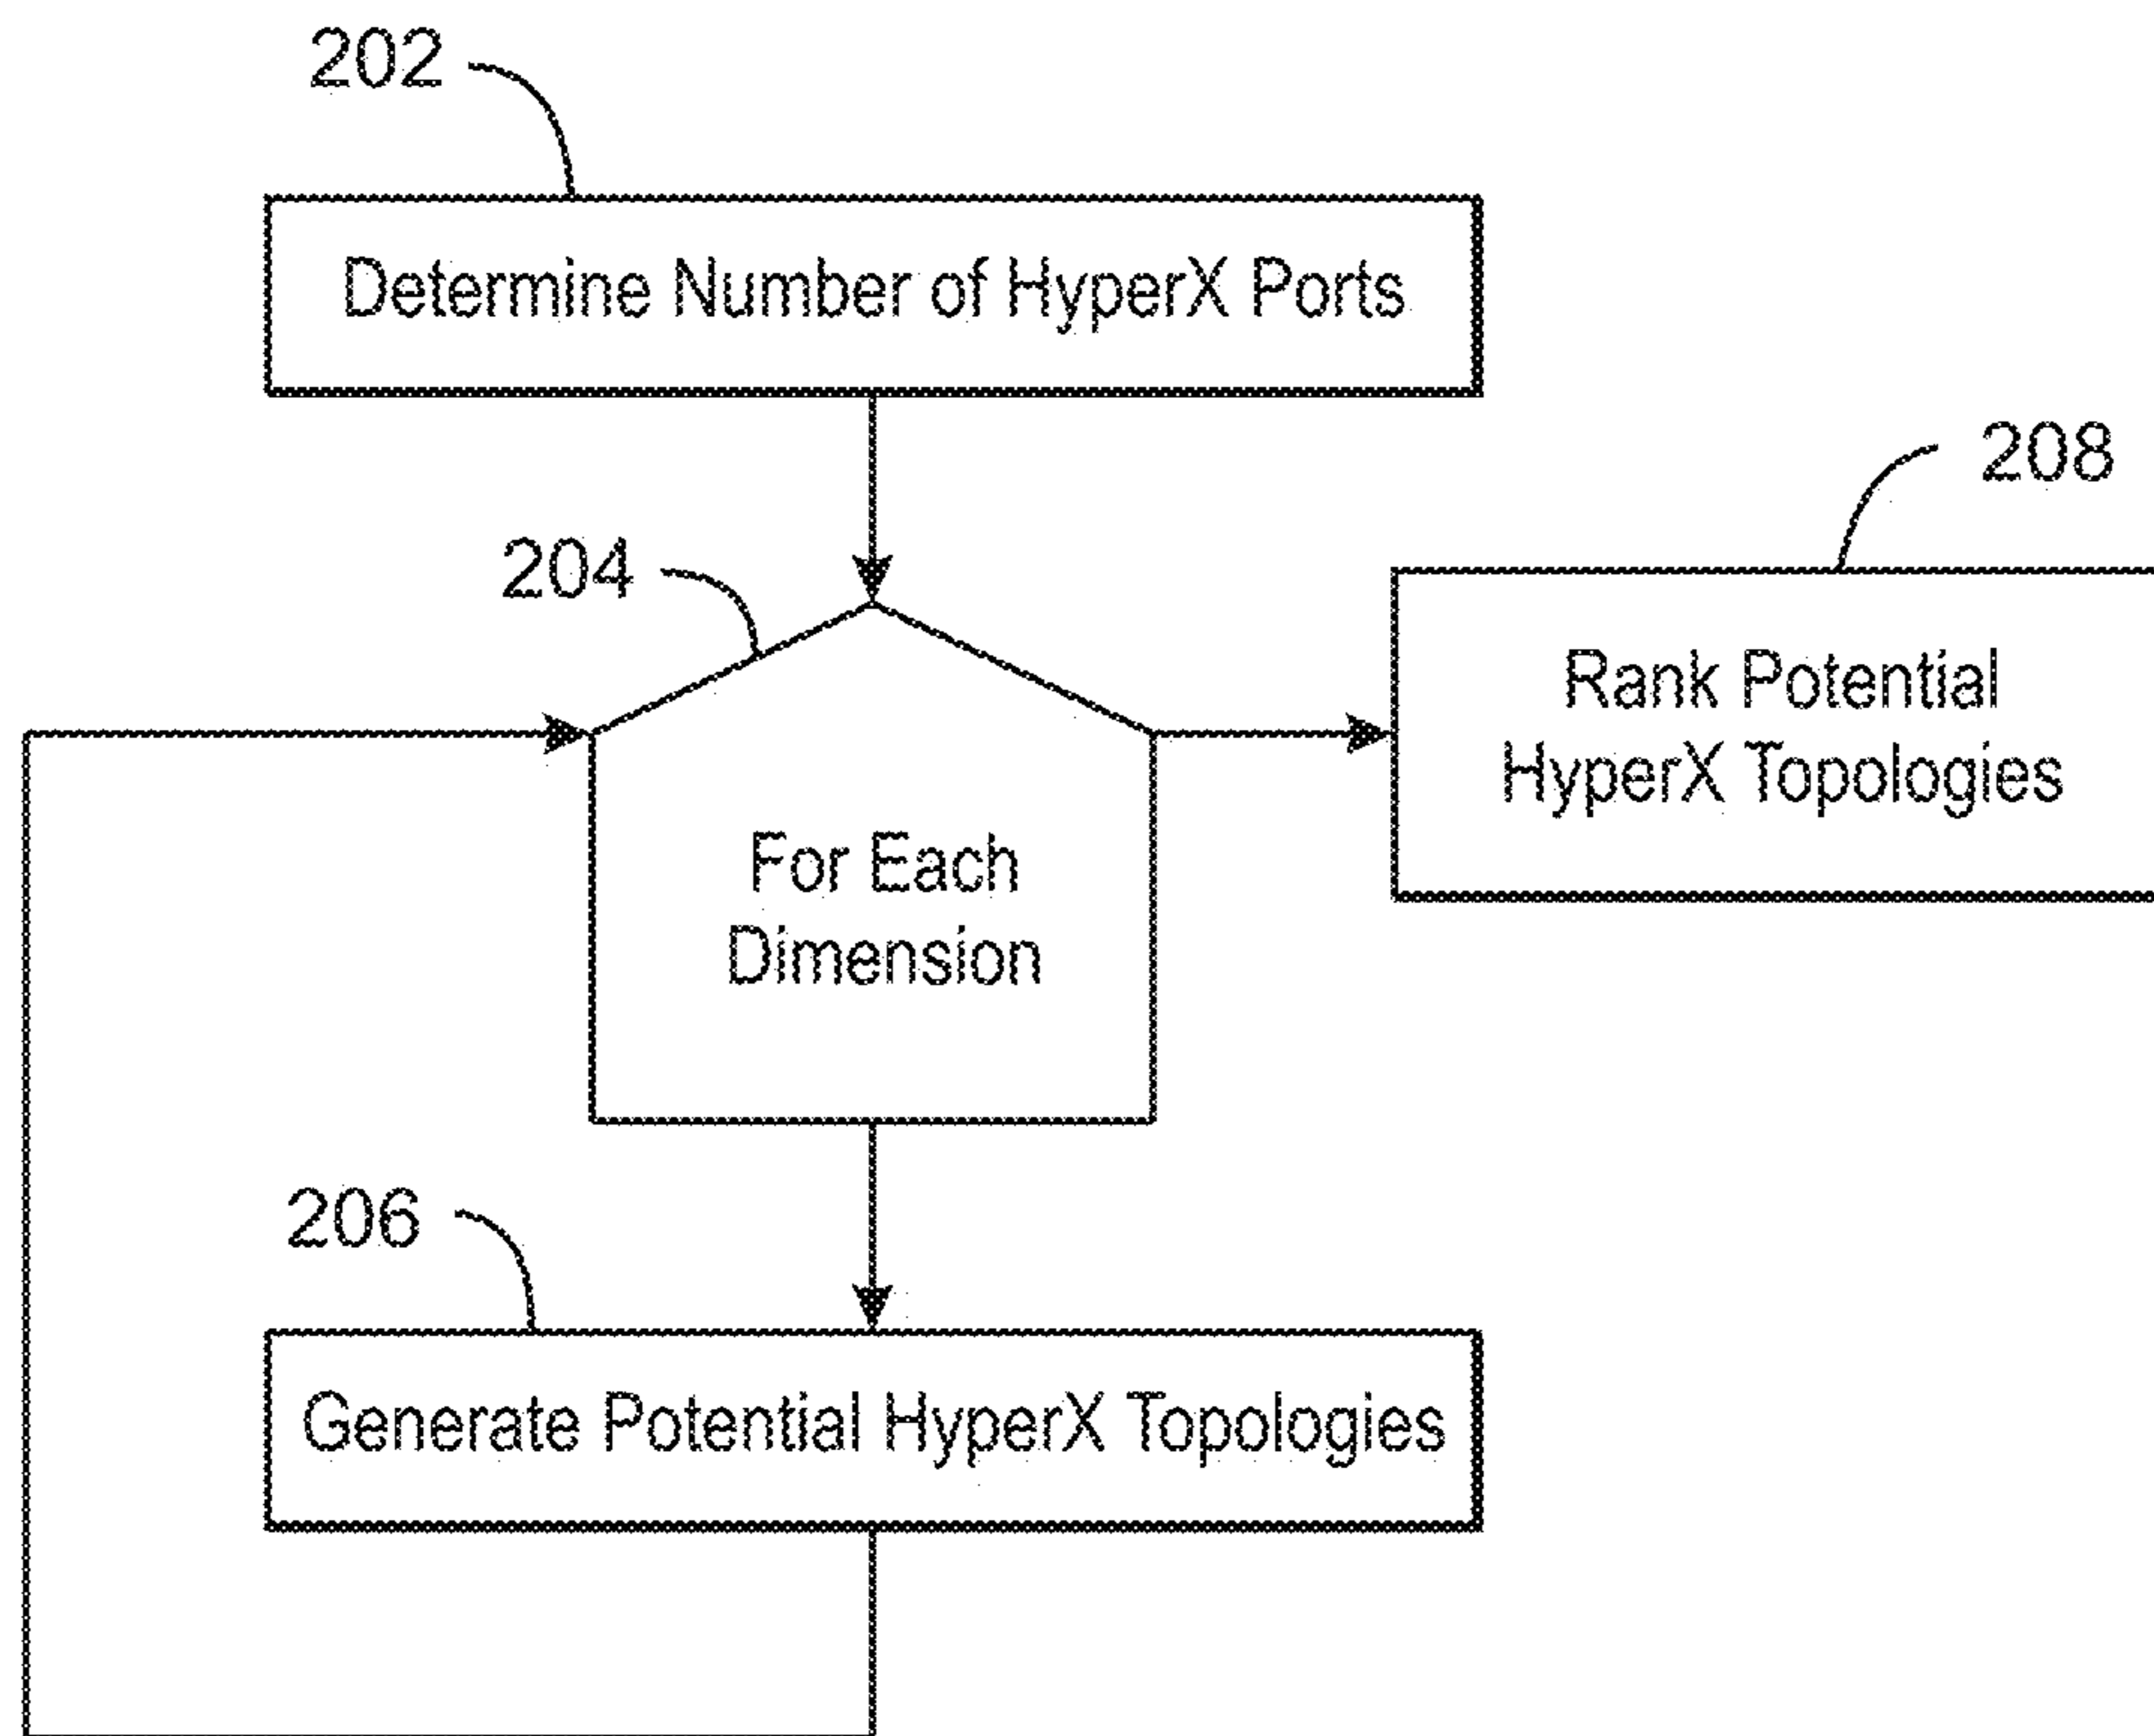 202
Determine Number of HyperX Ports
208
204
Rank Potential
HyperX Topologies
For Each
Dimension
206
Generate Potential HyperX Topologies